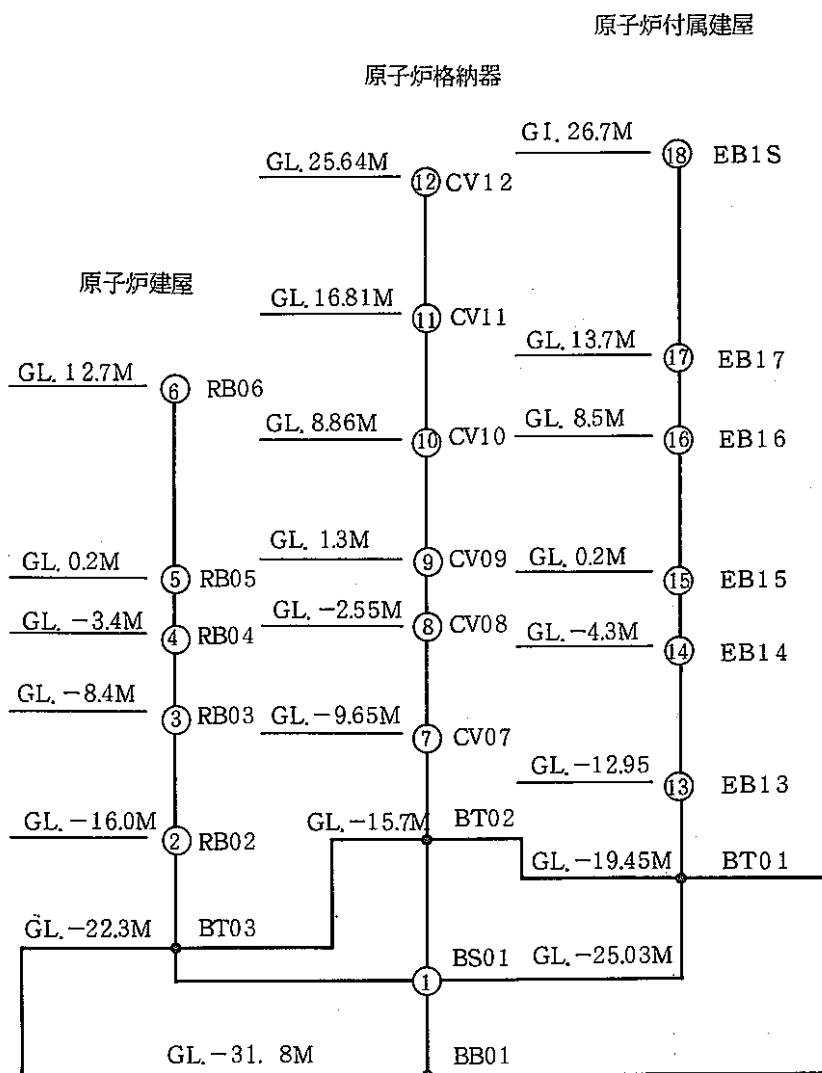 原子炉付属建屋
原子炉格納器
GI. 26.7M ⑱ EB1S
GL. 25.64M ⑫ CV12
原子炉建屋
GL. 16.81M ⑪ CV11
GL. 13.7M ⑰ EB17
GL. 12.7M ⑥ RB06
GL. 8.86M ⑩ CV10
GL. 8.5M ⑯ EB16
GL. 1.3M ⑨ CV09
GL. 0.2M ⑤ RB05
GL. 0.2M ⑮ EB15
GL. −2.55M ⑧ CV08
GL. −3.4M ④ RB04
GL. −4.3M ⑭ EB14
GL. −8.4M ③ RB03
GL. −9.65M ⑦ CV07
GL. −12.95 ⑬ EB13
GL. −16.0M ② RB02
GL. −15.7M BT02
GL. −19.45M BT01
GL. −22.3M BT03
BS01 GL. −25.03M
①
GL. −31. 8M BB01